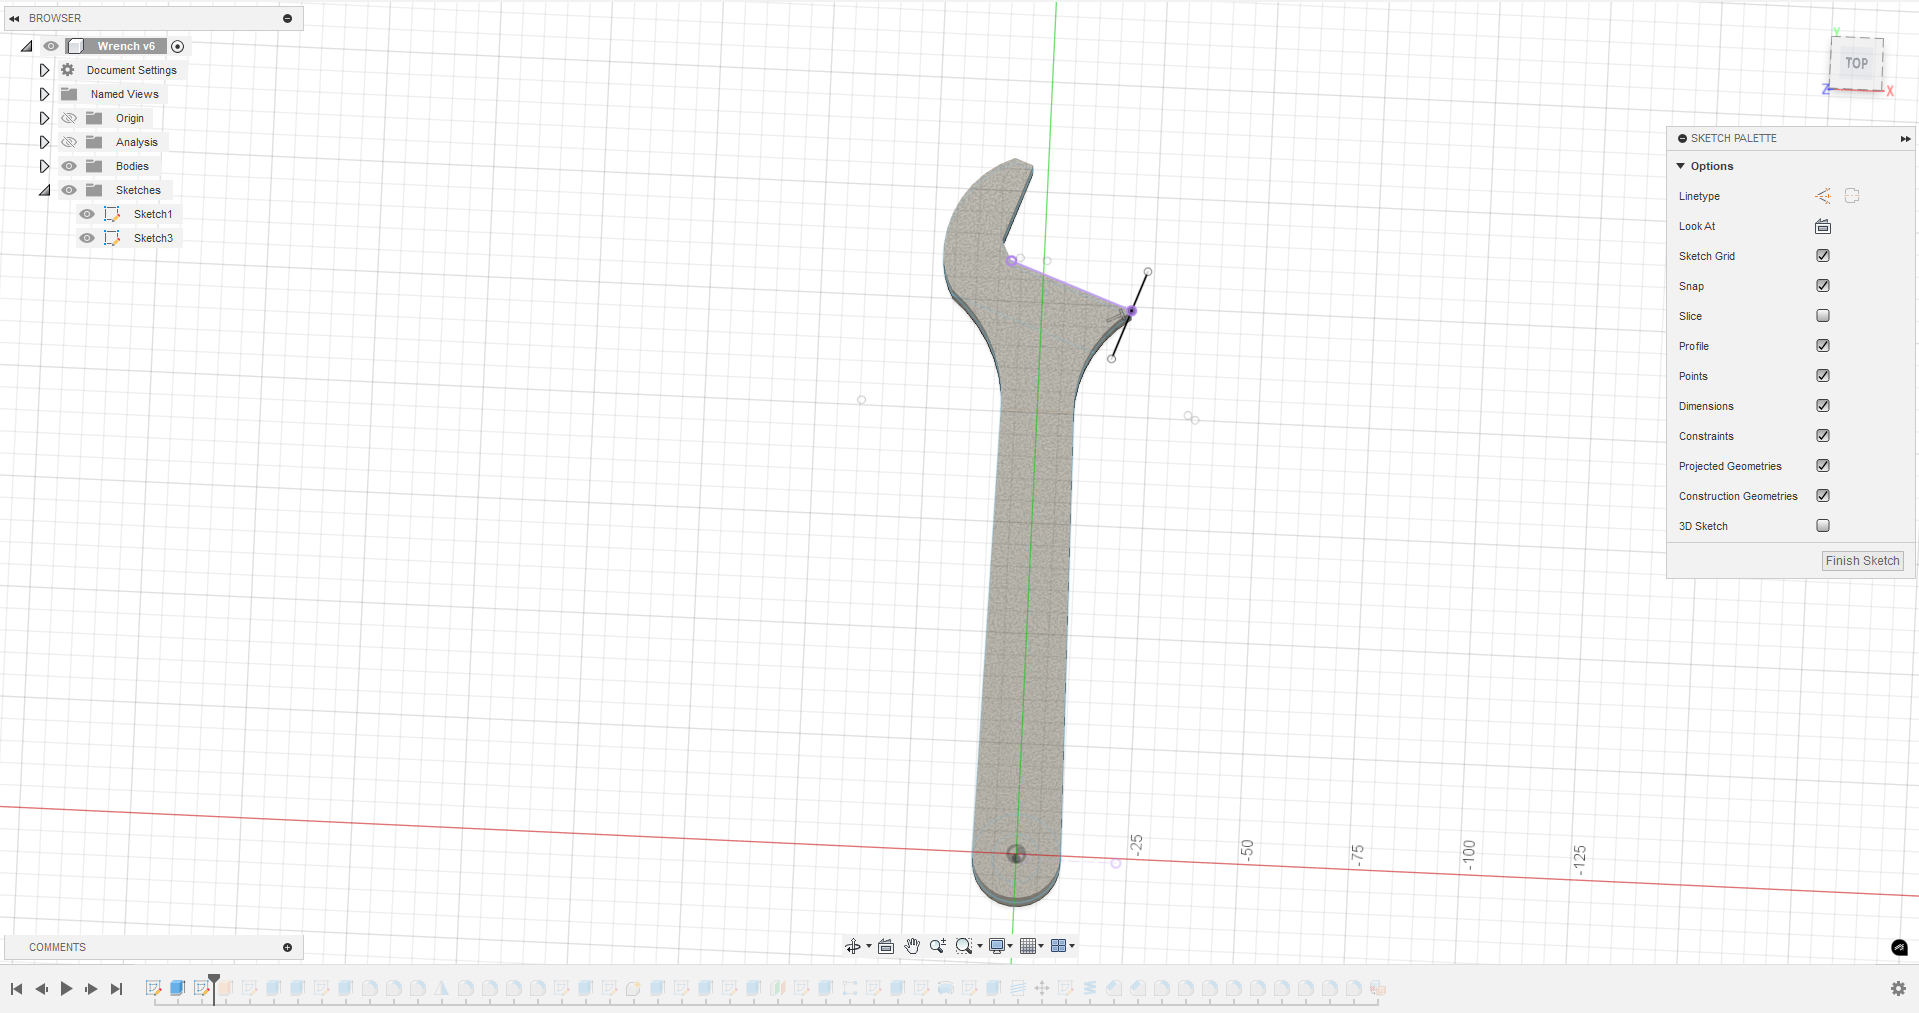 BROWSER
Wrench v6
Document Settings
Named Views
Origin
Analysis
Bodies
Sketches
Sketch1
Sketch3
Y
TOP
Z
X
SKETCH PALETTE
Options
Linetype
Look At
Sketch Grid
Snap
Slice
Profile
Points
Dimensions
Constraints
Projected Geometries
Construction Geometries
3D Sketch
Finish Sketch
-25
-50
-75
-100
-125
COMMENTS